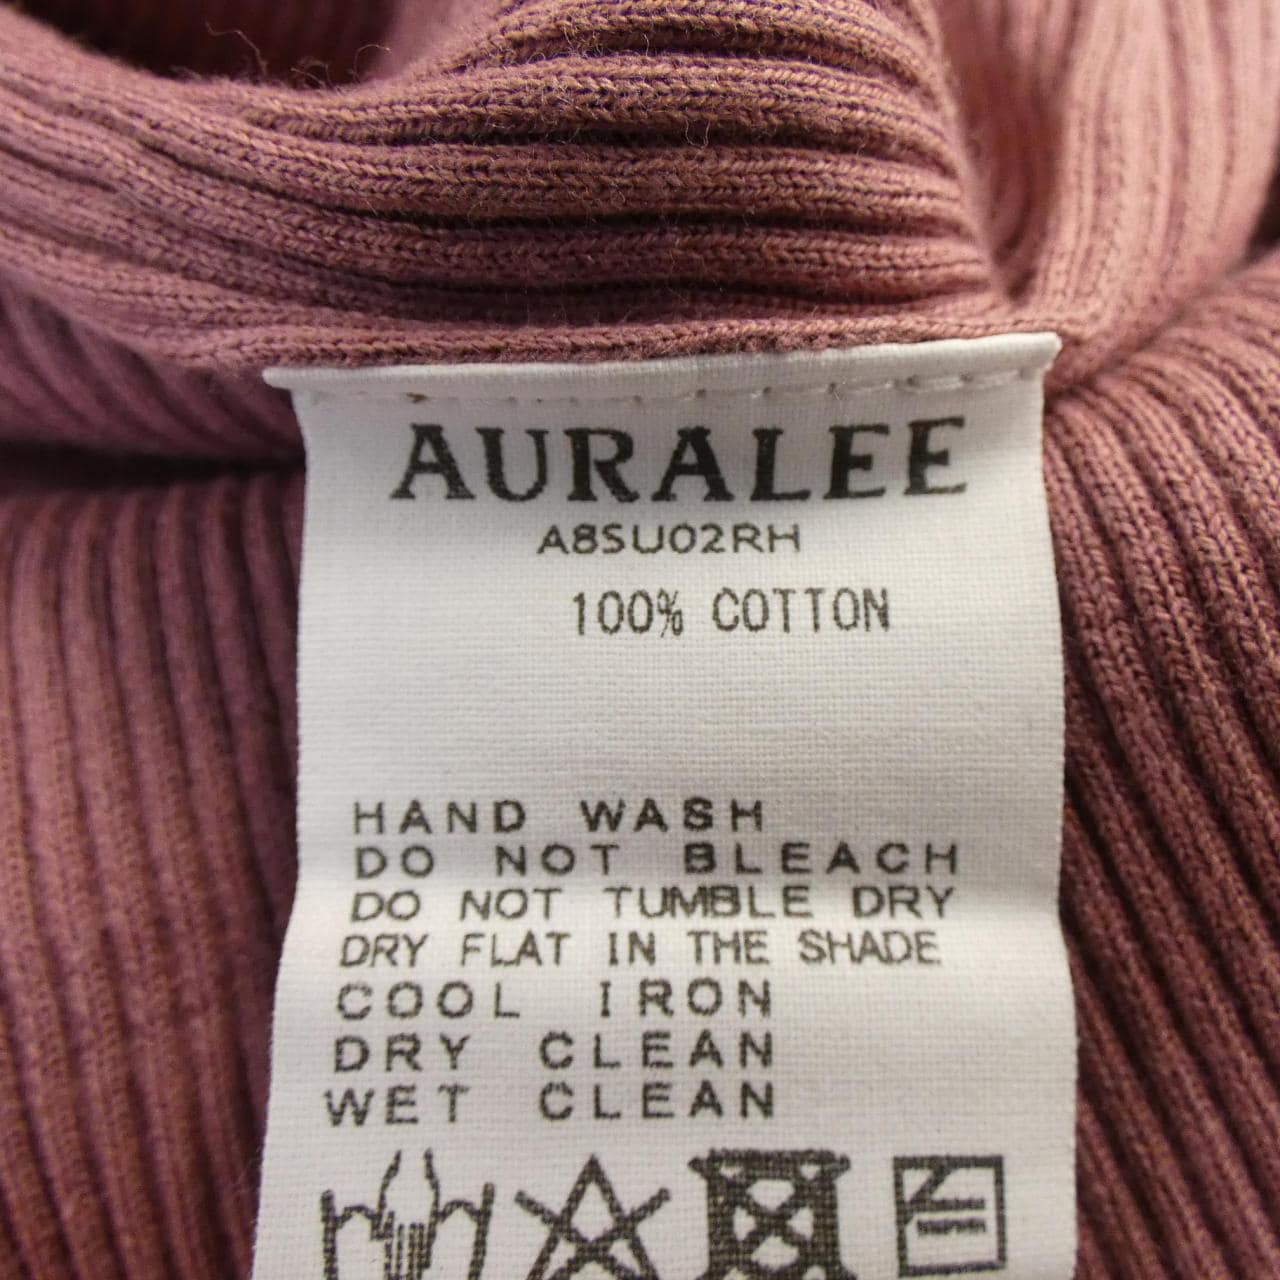 AURALEE
A8SU02RH
100% COTTON
HAND WASH
DO NOT BLEACH
DO NOT TUMBLE DRY
DRY FLAT IN THE SHADE
COOL IRON
DRY CLEAN
WET CLEAN